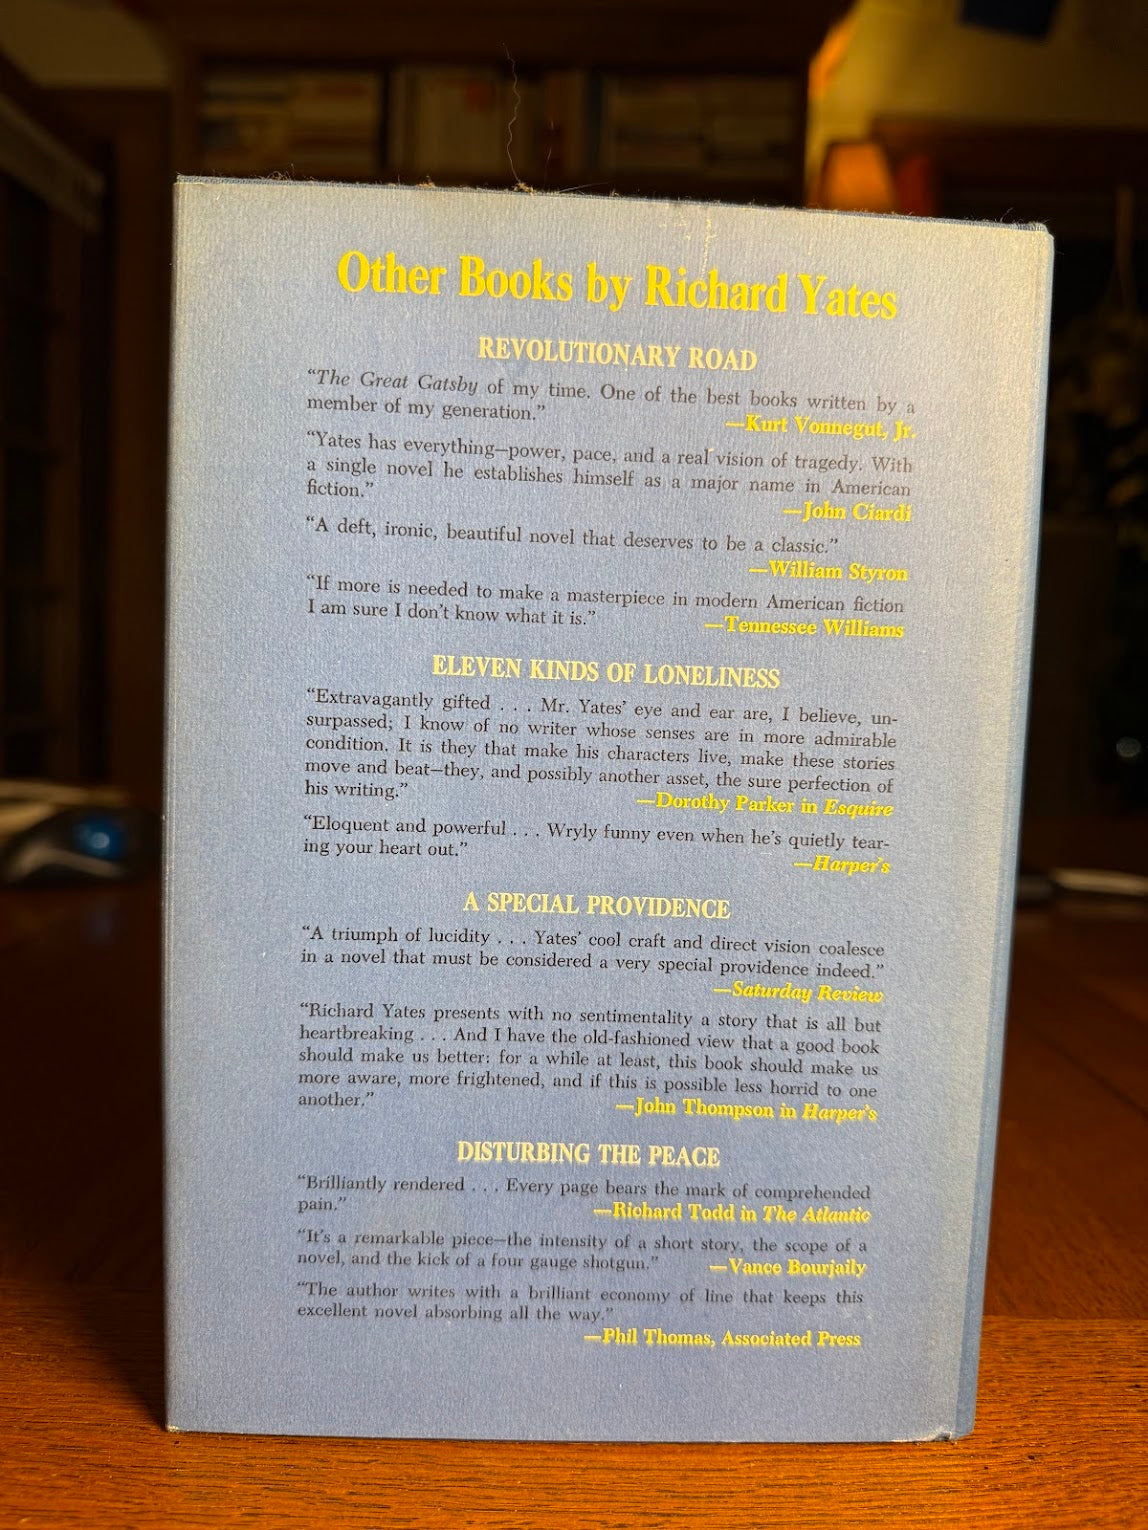 Other Books by Richard Yates
REVOLUTIONARY ROAD
“The Great Gatsby of my time. One of the best books written by a
member of my generation.”
—Kurt Vonnegut, Jr.
“Yates has everything—power, pace, and a real vision of tragedy. With
a single novel he establishes himself as a major name in American
fiction.”
—John Ciardi
“A deft, ironic, beautiful novel that deserves to be a classic.”
—William Styron
“If more is needed to make a masterpiece in modern American fiction
I am sure I don’t know what it is.”
—Tennessee Williams
ELEVEN KINDS OF LONELINESS
“Extravagantly gifted . . . Mr. Yates’ eye and ear are, I believe, un-
surpassed; I know of no writer whose senses are in more admirable
condition. It is they that make his characters live, make these stories
move and beat—they, and possibly another asset, the sure perfection of
his writing.”
—Dorothy Parker in Esquire
“Eloquent and powerful . . . Wryly funny even when he’s quietly tear-
ing your heart out.”
—Harper’s
A SPECIAL PROVIDENCE
“A triumph of lucidity . . . Yates’ cool craft and direct vision coalesce
in a novel that must be considered a very special providence indeed.”
—Saturday Review
“Richard Yates presents with no sentimentality a story that is all but
heartbreaking . . . And I have the old-fashioned view that a good book
should make us better: for a while at least, this book should make us
more aware, more frightened, and if this is possible less horrid to one
another.”
—John Thompson in Harper’s
DISTURBING THE PEACE
“Brilliantly rendered . . . Every page bears the mark of comprehended
pain.”
—Richard Todd in The Atlantic
“It’s a remarkable piece—the intensity of a short story, the scope of a
novel, and the kick of a four gauge shotgun.”
—Vance Bourjaily
“The author writes with a brilliant economy of line that keeps this
excellent novel absorbing all the way.”
—Phil Thomas, Associated Press